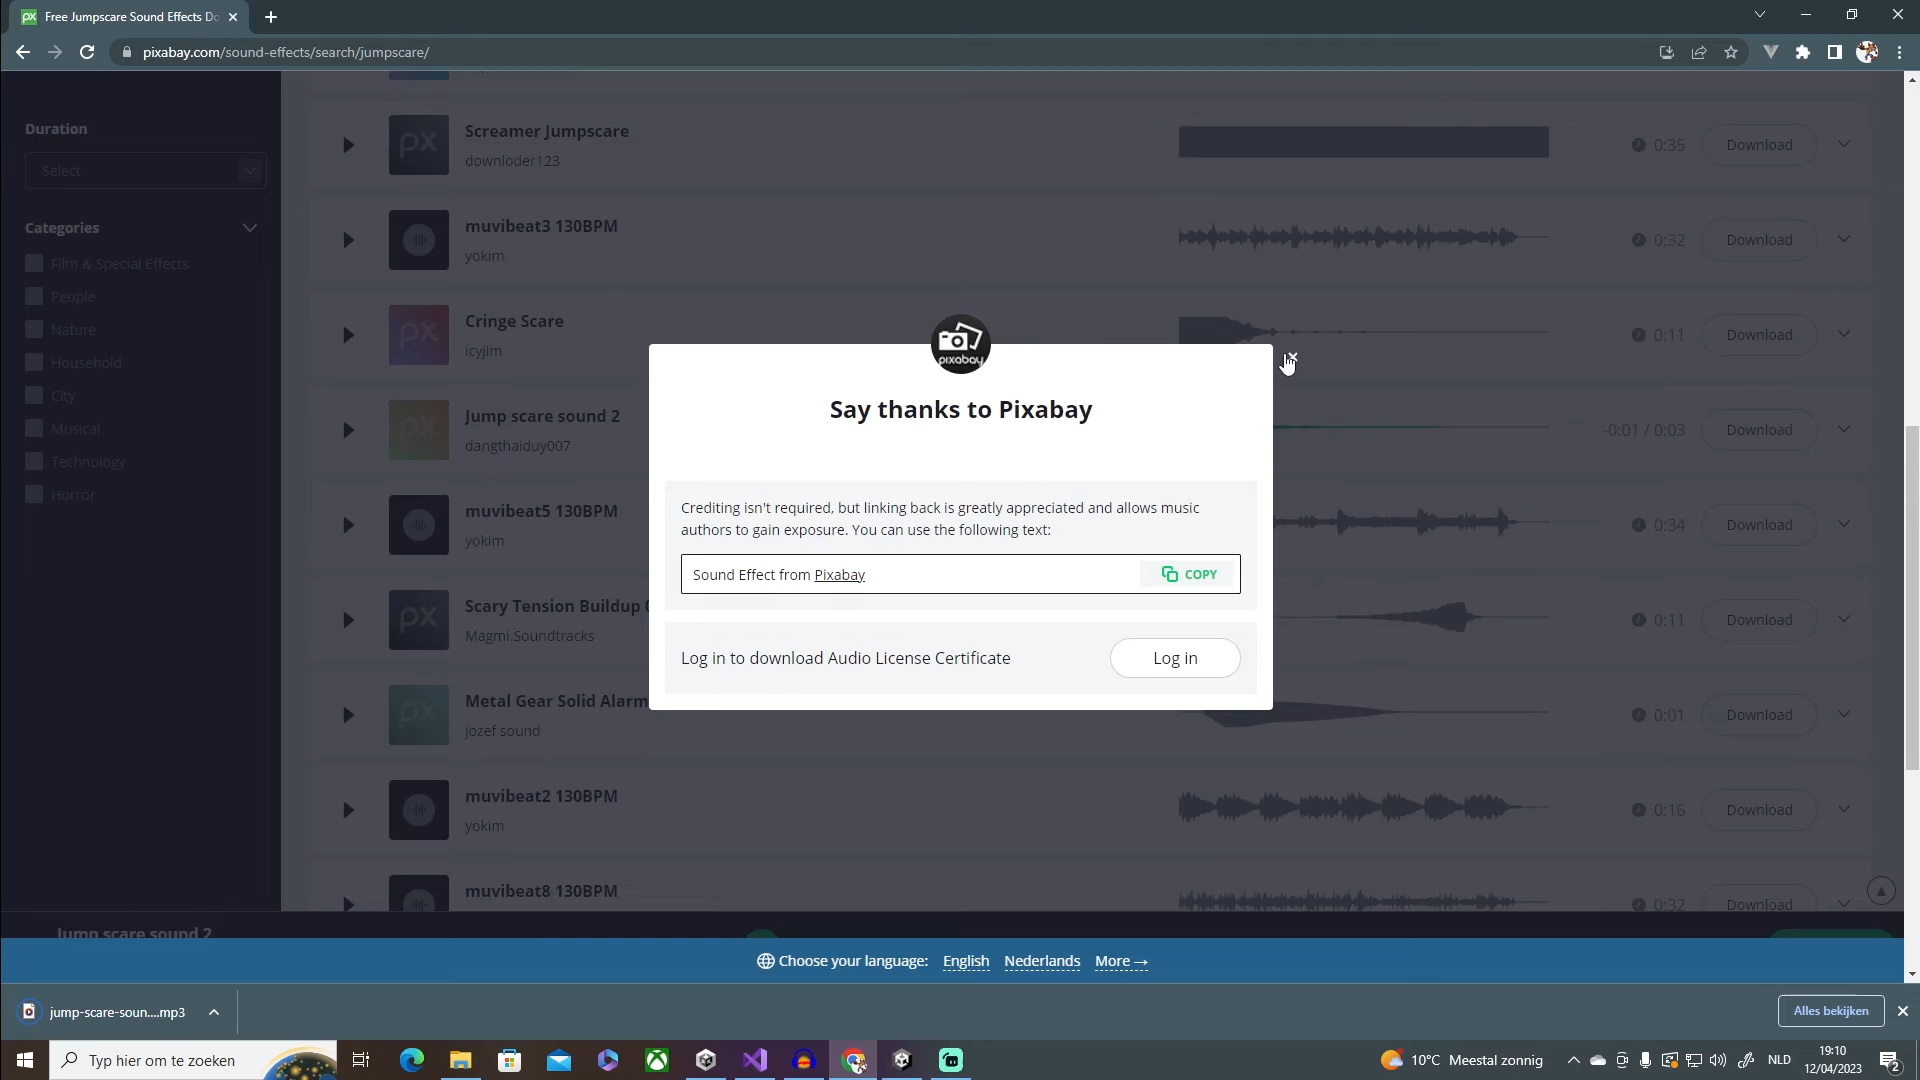 Free Jumpscare Sound Effects Do
pixabay.com/sound-effects/search/jumpscare/
Duration
Select
Categories
Film & Special Effects
People
Nature
Household
City
Musical
Technology
Horror
Screamer Jumpscare
downloder123
0:35
Download
muvibeat3 130BPM
yokim
0:32
Download
Cringe Scare
icyjim
0:11
Download
Jump scare sound 2
dangthaiduy007
-0:01 / 0:03
Download
muvibeat5 130BPM
yokim
0:34
Download
Scary Tension Buildup
Magmi.Soundtracks
0:11
Download
Metal Gear Solid Alarm
jozef sound
0:01
Download
muvibeat2 130BPM
yokim
0:16
Download
muvibeat8 130BPM
0:32
Download
pixabay
Say thanks to Pixabay
Crediting isn't required, but linking back is greatly appreciated and allows music
authors to gain exposure. You can use the following text:
Sound Effect from Pixabay
COPY
Log in to download Audio License Certificate
Log in
Jump scare sound 2
Choose your language: English Nederlands More →
jump-scare-soun....mp3
Alles bekijken
Typ hier om te zoeken
10°C Meestal zonnig
NLD
19:10
12/04/2023
2